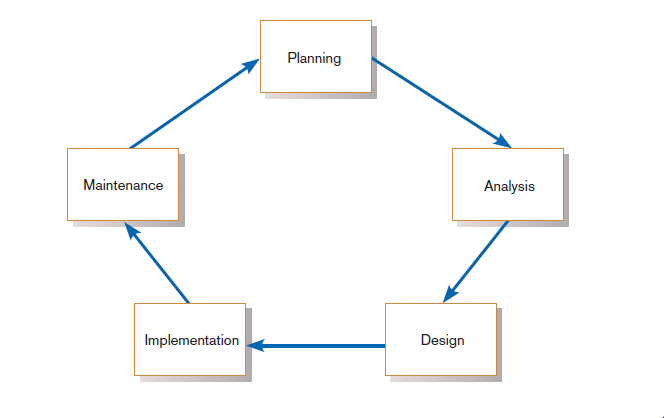 Planning
Analysis
Design
Implementation
Maintenance